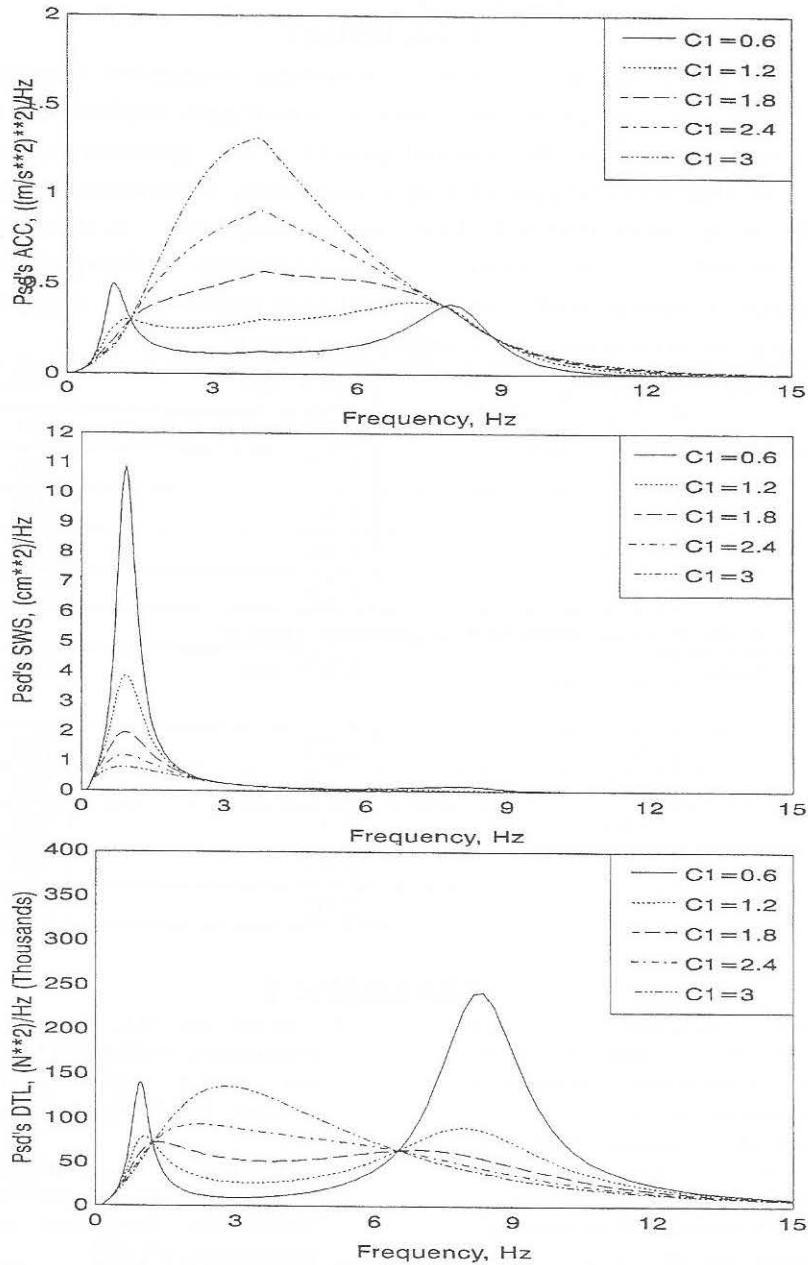 2
1.5
1
0.5
0
Psd's ACC, ((m/s**2)**2)/Hz
C1=0.6
C1=1.2
C1=1.8
C1=2.4
C1=3
0 3 6 9 12 15
Frequency, Hz
12
11
10
9
8
7
6
5
4
3
2
1
0
Psd's SWS, (cm**2)/Hz
C1=0.6
C1=1.2
C1=1.8
C1=2.4
C1=3
0 3 6 9 12 15
Frequency, Hz
400
350
300
250
200
150
100
50
0
Psd's DTL, (N**2)/Hz (Thousands)
C1=0.6
C1=1.2
C1=1.8
C1=2.4
C1=3
0 3 6 9 12 15
Frequency, Hz